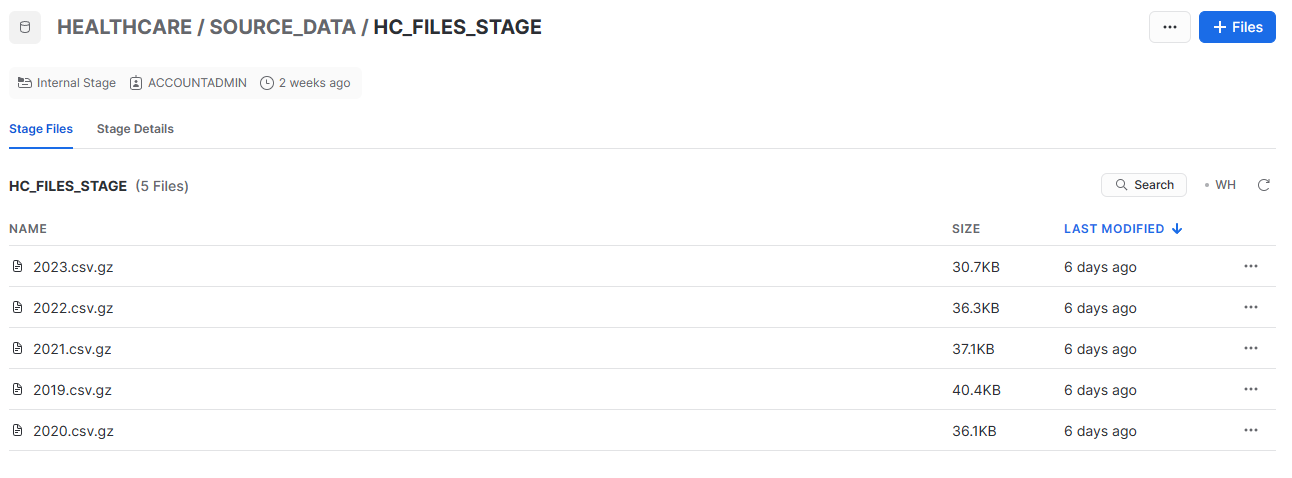 HEALTHCARE / SOURCE_DATA / HC_FILES_STAGE
... + Files
Internal Stage ACCOUNTADMIN 2 weeks ago
Stage Files Stage Details
HC_FILES_STAGE (5 Files) Search • WH
NAME SIZE LAST MODIFIED ↓
2023.csv.gz 30.7KB 6 days ago ...
2022.csv.gz 36.3KB 6 days ago ...
2021.csv.gz 37.1KB 6 days ago ...
2019.csv.gz 40.4KB 6 days ago ...
2020.csv.gz 36.1KB 6 days ago ...